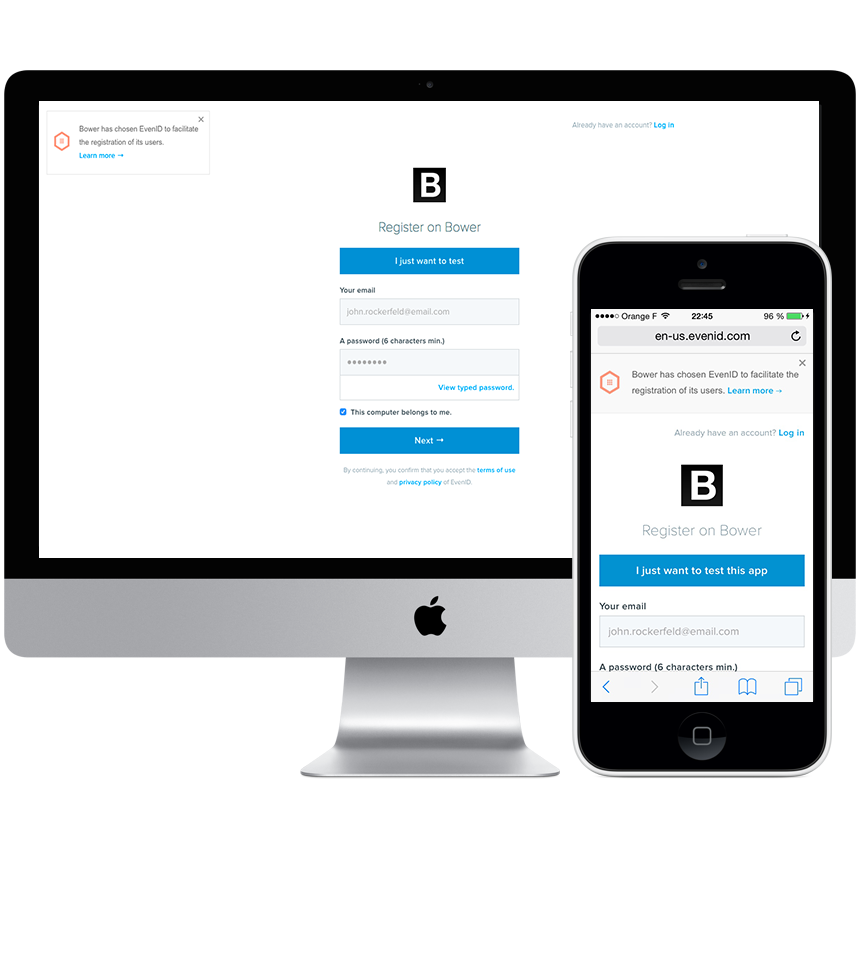 Bower has chosen EvenID to facilitate
the registration of its users.
Learn more →
Already have an account? Log in
B
Register on Bower
I just want to test
Your email
john.rockerfeld@email.com
A password (6 characters min.)
••••••••
View typed password.
This computer belongs to me.
Next →
By continuing, you confirm that you accept the terms of use
and privacy policy of EvenID.
Orange F 22:45 96 %
en-us.evenid.com
Bower has chosen EvenID to facilitate the
registration of its users. Learn more →
Already have an account? Log in
B
Register on Bower
I just want to test this app
Your email
john.rockerfeld@email.com
A password (6 characters min.)